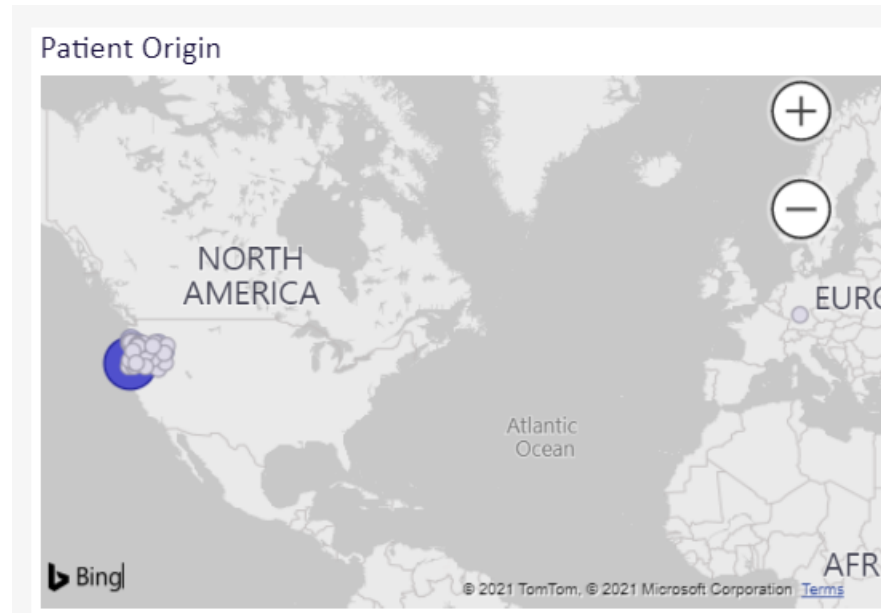 Patient Origin
NORTH
AMERICA
EURO
Atlantic
Ocean
AFR
Bing
© 2021 TomTom, © 2021 Microsoft Corporation Terms